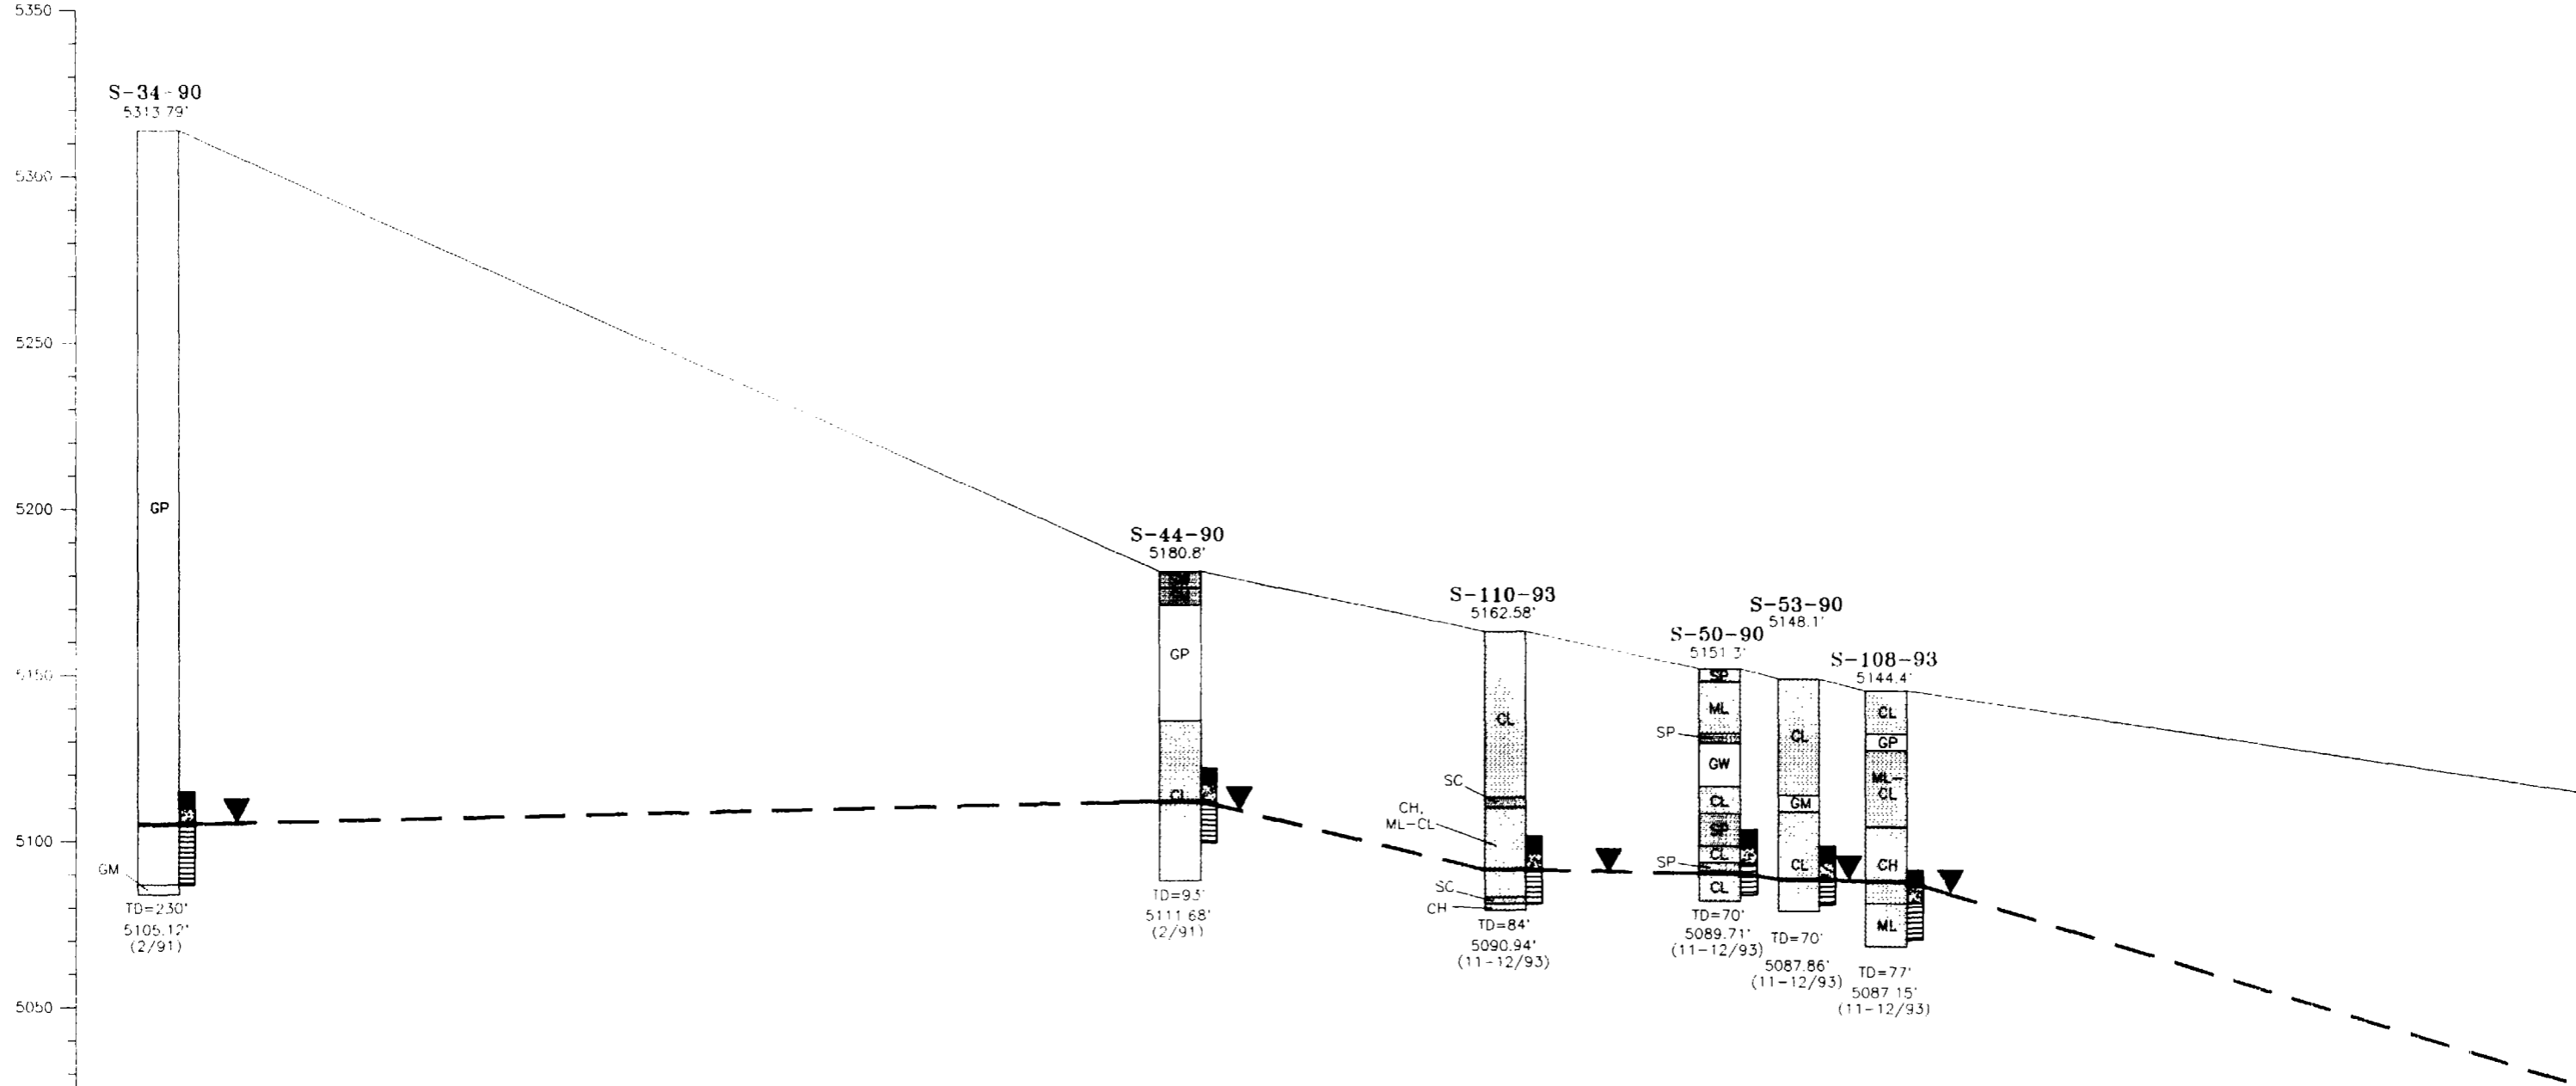 5350
5300
5250
5200
5150
5100
5050
S-34-90
5313.79'
GP
GM
TD=230'
5105.12'
(2/91)
S-44-90
5180.8'
GP
CL
TD=93'
5111.68'
(2/91)
S-110-93
5162.58'
CL
SC
CH,
ML-CL
SC
CH
TD=84'
5090.94'
(11-12/93)
S-50-90
5151.3'
SP
ML
SP
GW
CL
SP
CL
SP
CL
TD=70'
5089.71'
(11-12/93)
S-53-90
5148.1'
CL
GM
CL
TD=70'
5087.86'
(11-12/93)
S-108-93
5144.4'
CL
GP
ML-
CL
CH
ML
TD=77'
5087.15'
(11-12/93)